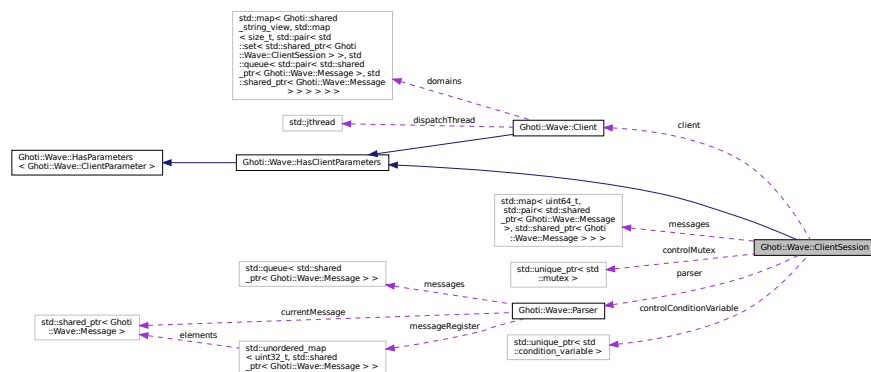 std::map< Ghoti::shared
_string_view, std::map
< size_t, std::pair< std
::set< std::shared_ptr< Ghoti
::Wave::ClientSession > >, std
::queue< std::pair< std::shared
_ptr< Ghoti::Wave::Message >, std
::shared_ptr< Ghoti::Wave::Message
> > > > > >
domains
std::jthread
dispatchThread
Ghoti::Wave::Client
client
Ghoti::Wave::HasParameters
< Ghoti::Wave::ClientParameter >
Ghoti::Wave::HasClientParameters
std::map< uint64_t,
std::pair< std::shared
_ptr< Ghoti::Wave::Message
>, std::shared_ptr< Ghoti
::Wave::Message > > >
messages
Ghoti::Wave::ClientSession
controlMutex
std::unique_ptr< std
::mutex >
parser
std::queue< std::shared
_ptr< Ghoti::Wave::Message > >
messages
controlConditionVariable
Ghoti::Wave::Parser
currentMessage
std::shared_ptr< Ghoti
::Wave::Message >
messageRegister
elements
std::unordered_map
< uint32_t, std::shared
_ptr< Ghoti::Wave::Message > >
std::unique_ptr< std
::condition_variable >